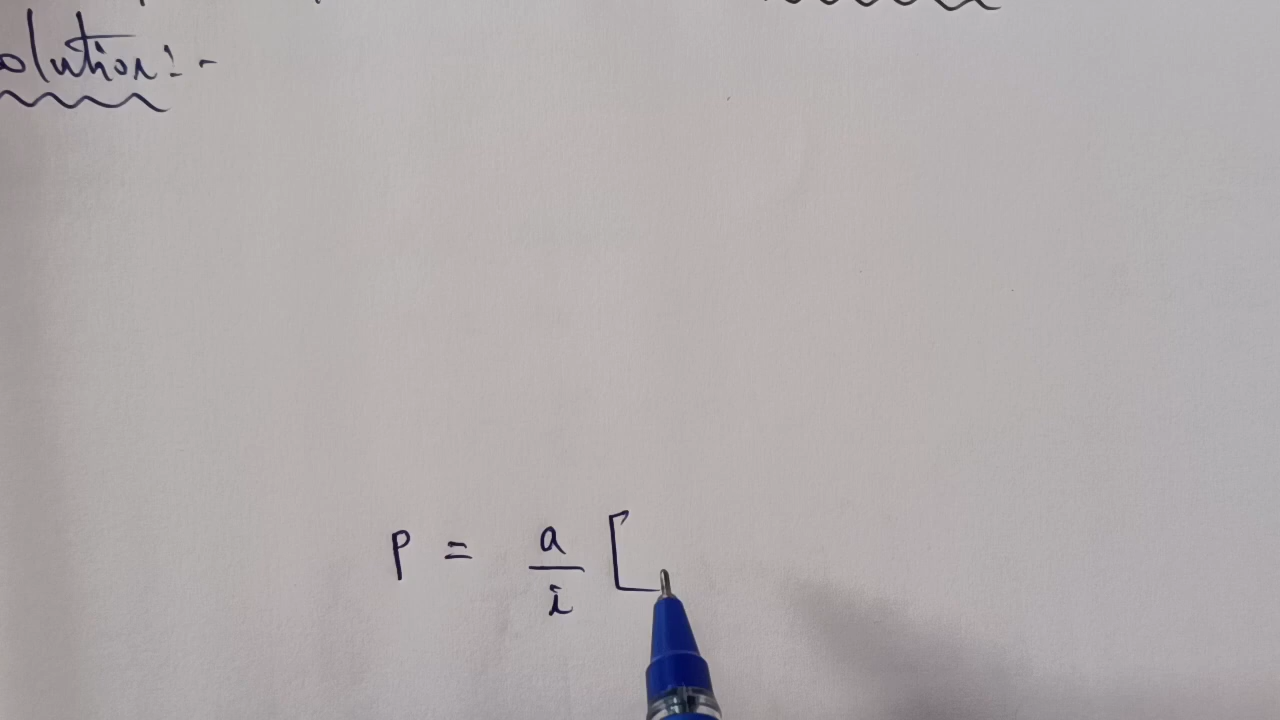 olution:-
P = a/i [